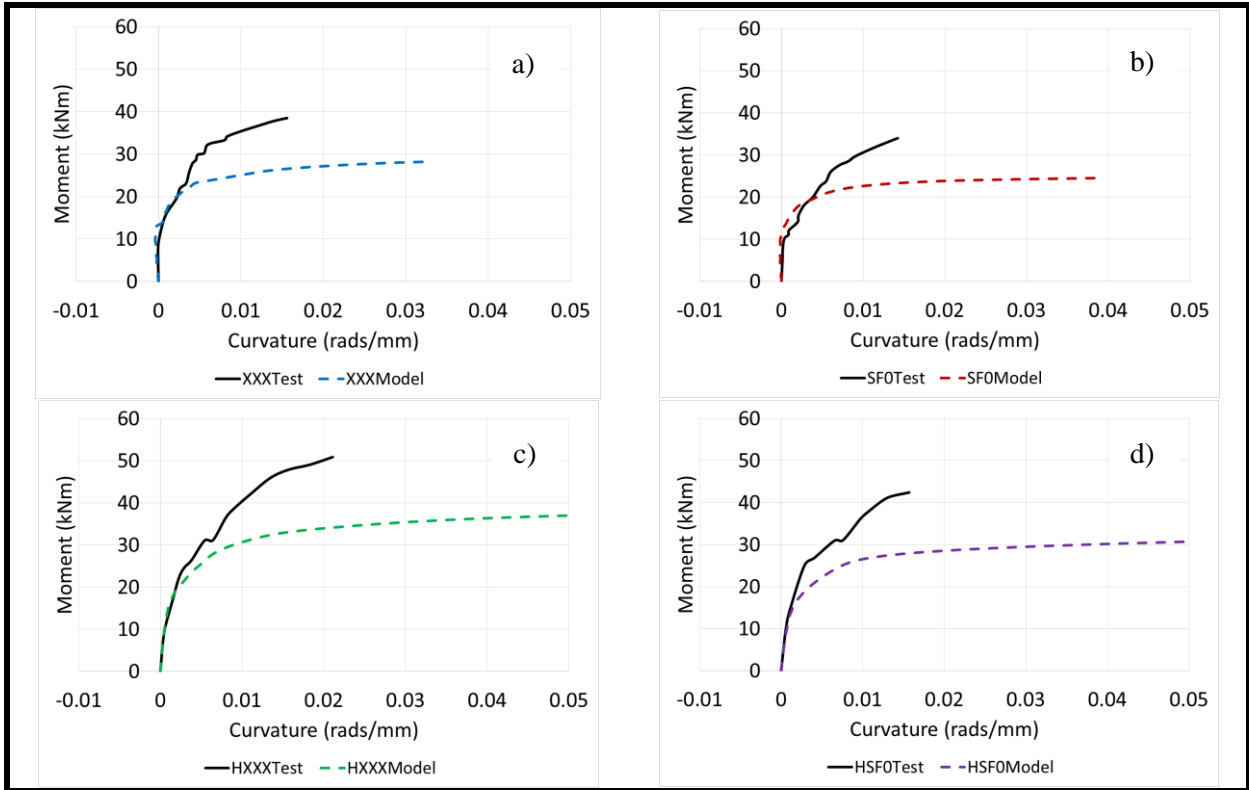 60
50
40
30
20
10
0
Moment (kNm)
a)
-0.01 0 0.01 0.02 0.03 0.04 0.05
Curvature (rads/mm)
XXXTest XXXModel
60
50
40
30
20
10
0
Moment (kNm)
b)
-0.01 0 0.01 0.02 0.03 0.04 0.05
Curvature (rads/mm)
SF0Test SF0Model
60
50
40
30
20
10
0
Moment (kNm)
c)
-0.01 0 0.01 0.02 0.03 0.04 0.05
Curvature (rads/mm)
HXXXTest HXXXModel
60
50
40
30
20
10
0
Moment (kNm)
d)
-0.01 0 0.01 0.02 0.03 0.04 0.05
Curvature (rads/mm)
HSF0Test HSF0Model